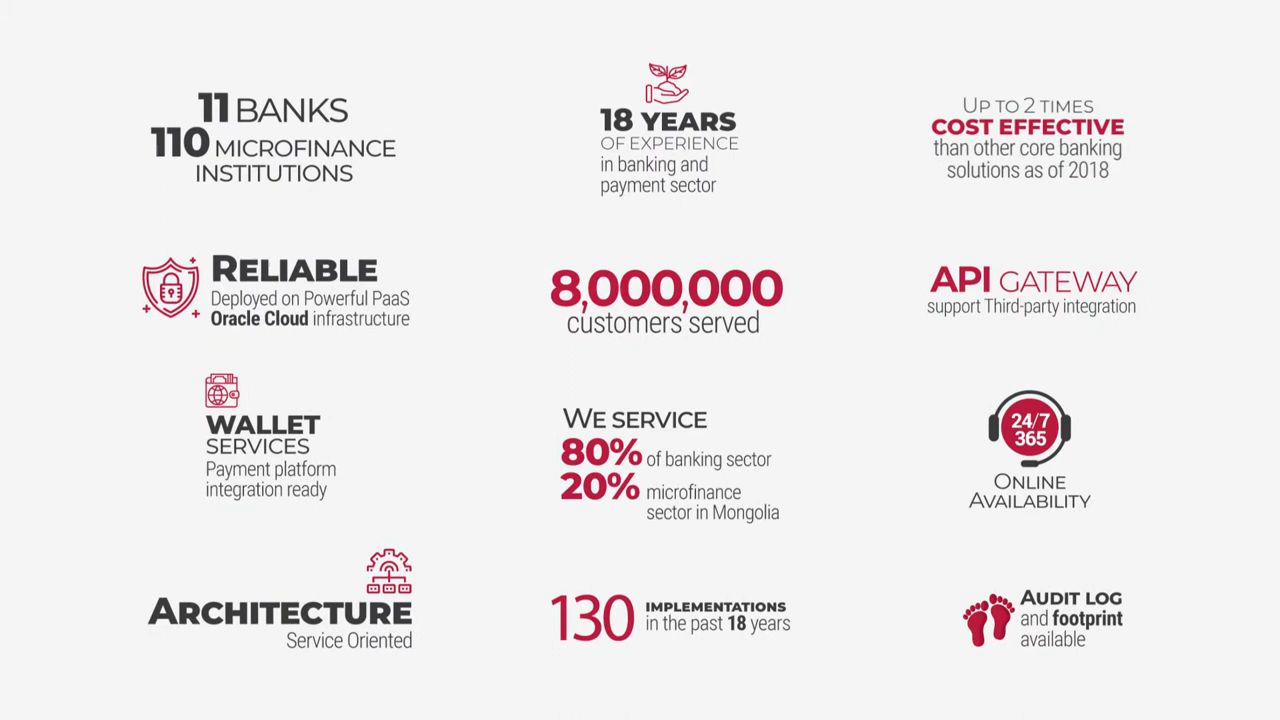 11 BANKS
110 MICROFINANCE
INSTITUTIONS
18 YEARS
OF EXPERIENCE
in banking and
payment sector
UP TO 2 TIMES
COST EFFECTIVE
than other core banking
solutions as of 2018
RELIABLE
Deployed on Powerful PaaS
Oracle Cloud infrastructure
8,000,000
customers served
API GATEWAY
support Third-party integration
WALLET
SERVICES
Payment platform
integration ready
WE SERVICE
80% of banking sector
20% microfinance
sector in Mongolia
24/7
365
ONLINE
AVAILABILITY
ARCHITECTURE
Service Oriented
130 IMPLEMENTATIONS
in the past 18 years
AUDIT LOG
and footprint
available